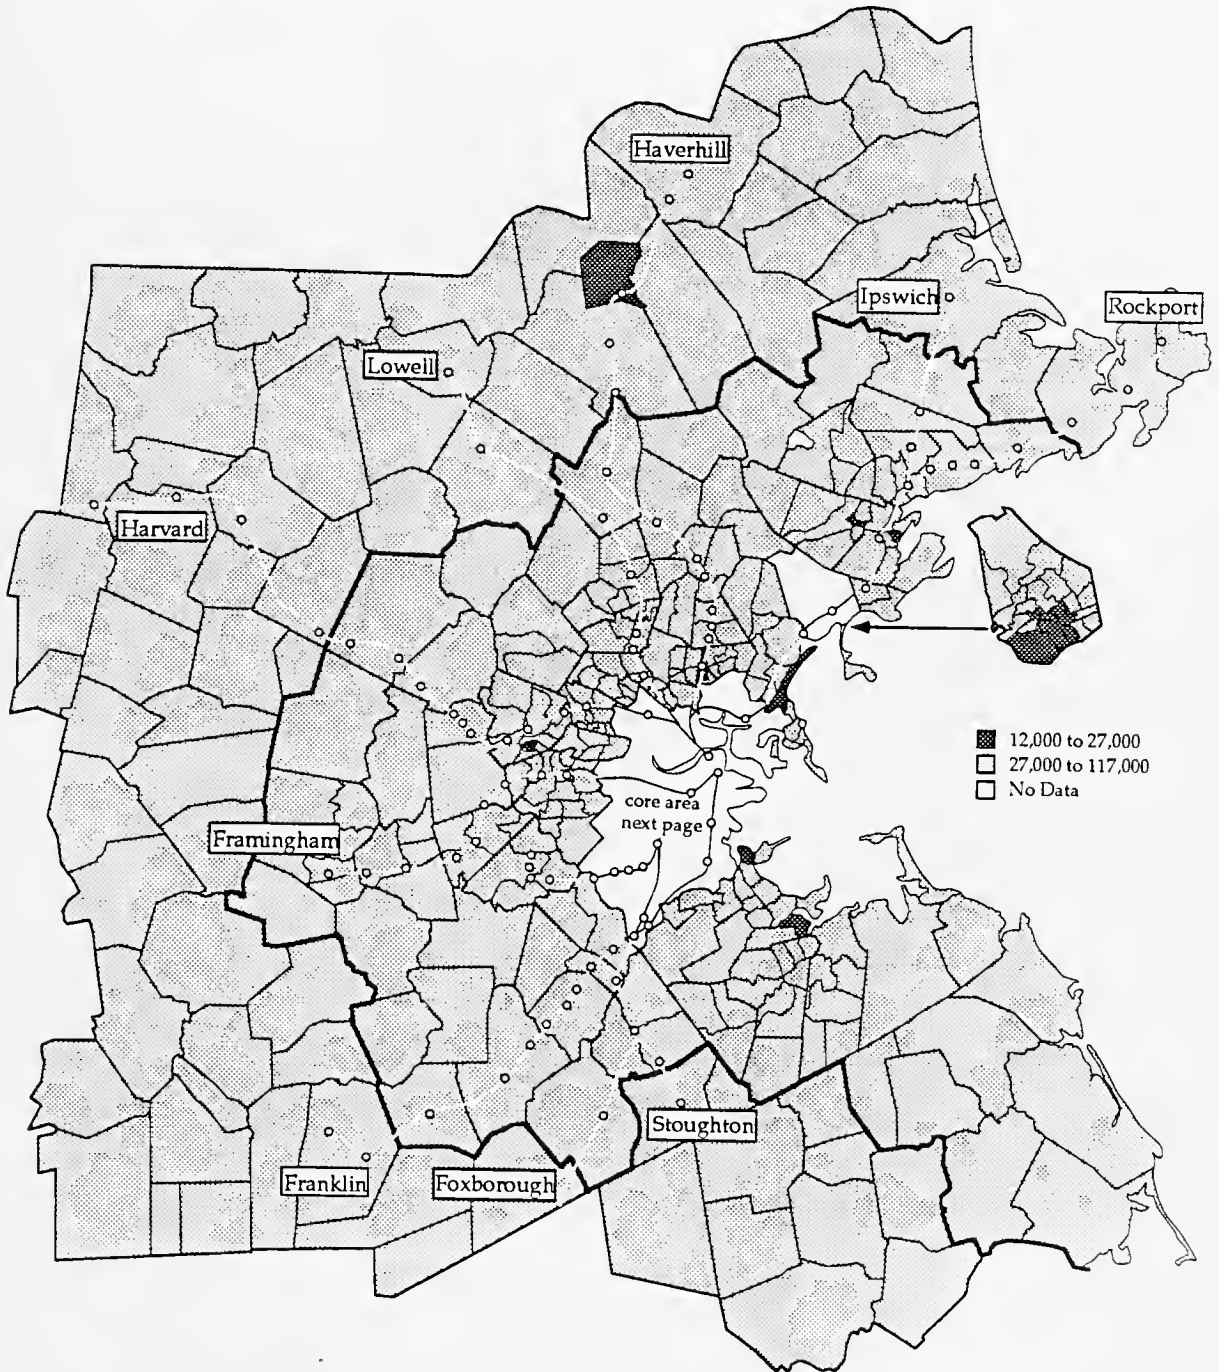 Haverhill
Ipswich
Rockport
Lowell
Harvard
12,000 to 27,000
27,000 to 117,000
No Data
core area
next page
Framingham
Stoughton
Franklin
Foxborough